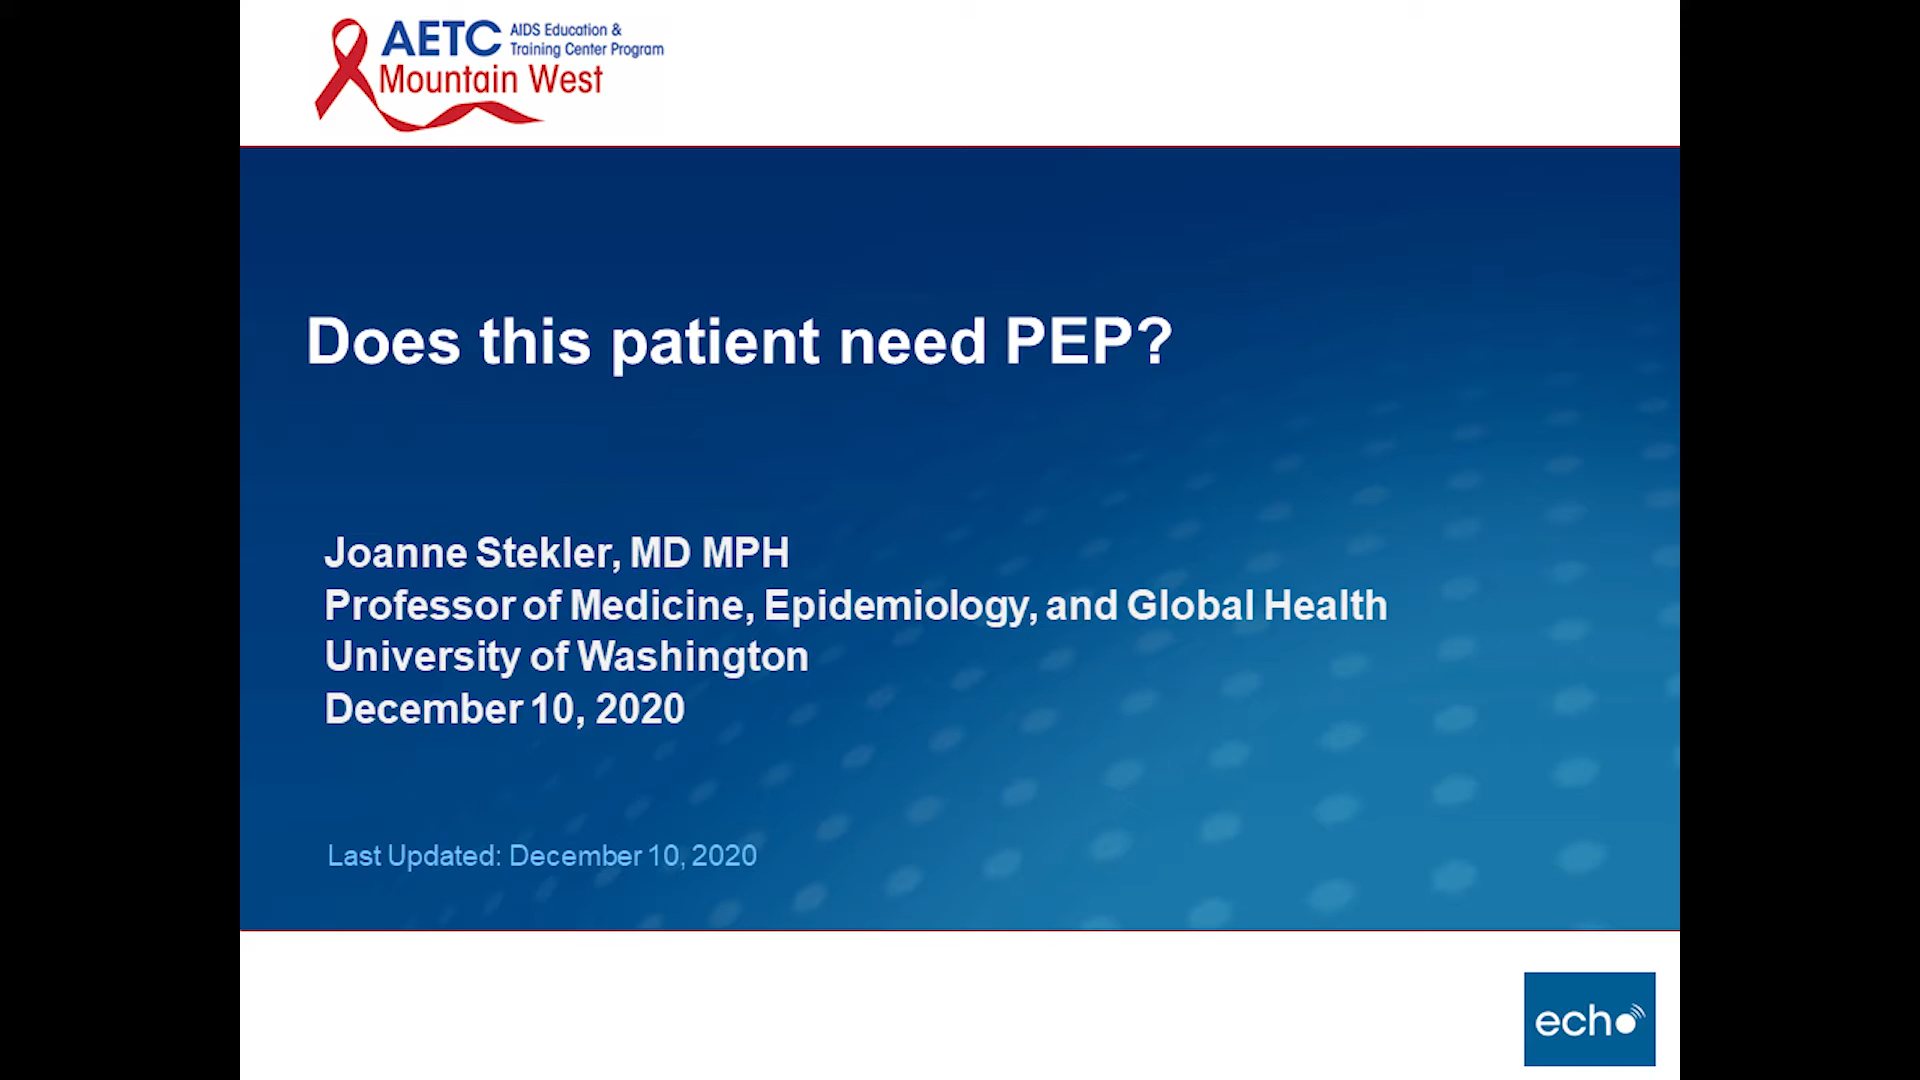 AETC AIDS Education &
Training Center Program
Mountain West
Does this patient need PEP?
Joanne Stekler, MD MPH
Professor of Medicine, Epidemiology, and Global Health
University of Washington
December 10, 2020
Last Updated: December 10, 2020
echo